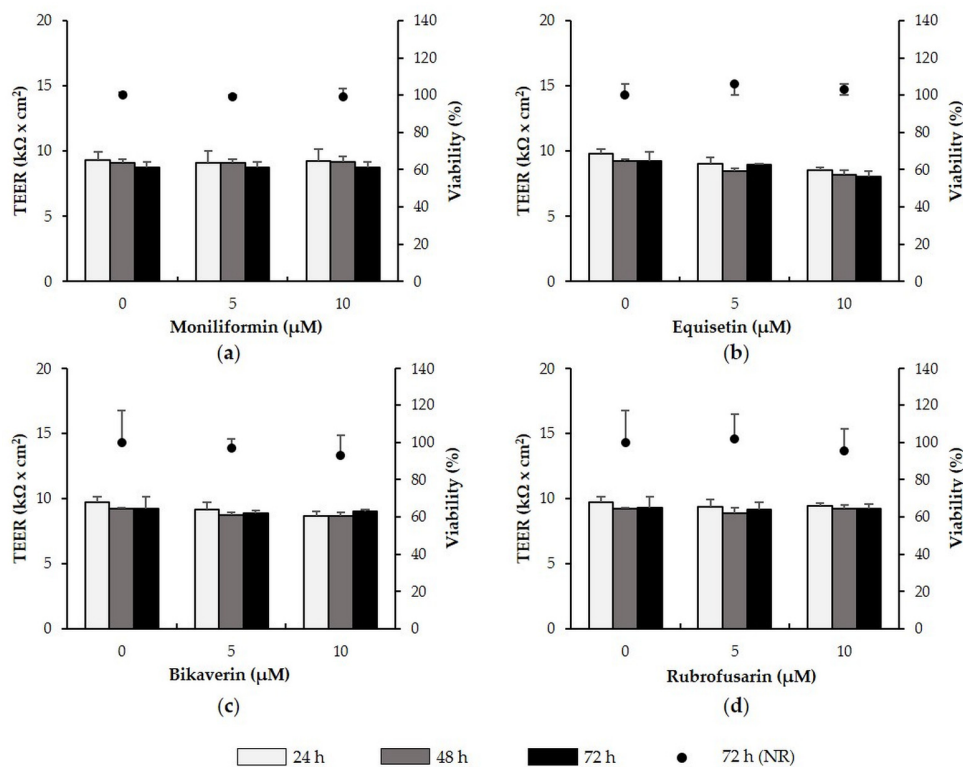 20
15
10
5
0
TEER (kΩ x cm²)
140
120
100
80
60
40
20
0
Viability (%)
0 5 10
Moniliformin (µM)
(a)
20
15
10
5
0
TEER (kΩ x cm²)
140
120
100
80
60
40
20
0
Viability (%)
0 5 10
Equisetin (µM)
(b)
20
15
10
5
0
TEER (kΩ x cm²)
140
120
100
80
60
40
20
0
Viability (%)
0 5 10
Bikaverin (µM)
(c)
20
15
10
5
0
TEER (kΩ x cm²)
140
120
100
80
60
40
20
0
Viability (%)
0 5 10
Rubrofusarin (µM)
(d)
24 h 48 h 72 h 72 h (NR)